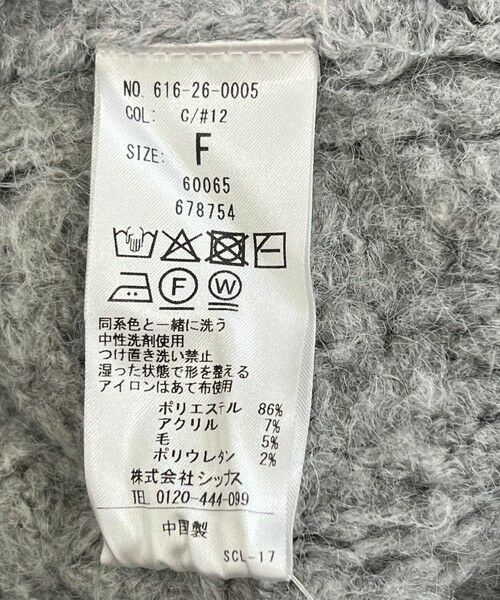 NO. 616-26-0005
COL: C/#12
SIZE: F
60065
678754
F W
同系色と一緒に洗う
中性洗剤使用
つけ置き洗い禁止
湿った状態で形を整える
アイロンはあて布使用
ポリエステル 86%
アクリル 7%
毛 5%
ポリウレタン 2%
株式会社シップス
TEL 0120-444-099
中国製
SCL-17